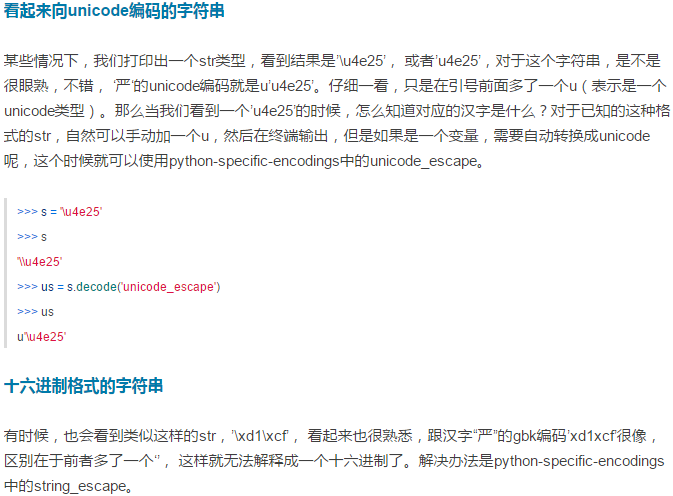 看起来向unicode编码的字符串
某些情况下，我们打印出一个str类型，看到结果是'\u4e25'， 或者'u4e25'，对于这个字符串，是不是
很眼熟，不错， '严'的unicode编码就是u'u4e25'。仔细一看，只是在引号前面多了一个u（表示是一个
unicode类型）。那么当我们看到一个'u4e25'的时候，怎么知道对应的汉字是什么？对于已知的这种格
式的str，自然可以手动加一个u，然后在终端输出，但是如果是一个变量，需要自动转换成unicode
呢，这个时候就可以使用python-specific-encodings中的unicode_escape。
>>> s = '\u4e25'
>>> s
'\\u4e25'
>>> us = s.decode('unicode_escape')
>>> us
u'\u4e25'
十六进制格式的字符串
有时候，也会看到类似这样的str，'\xd1\xcf'， 看起来也很熟悉，跟汉字“严”的gbk编码'xd1xcf'很像，
区别在于前者多了一个‘’， 这样就无法解释成一个十六进制了。解决办法是python-specific-encodings
中的string_escape。